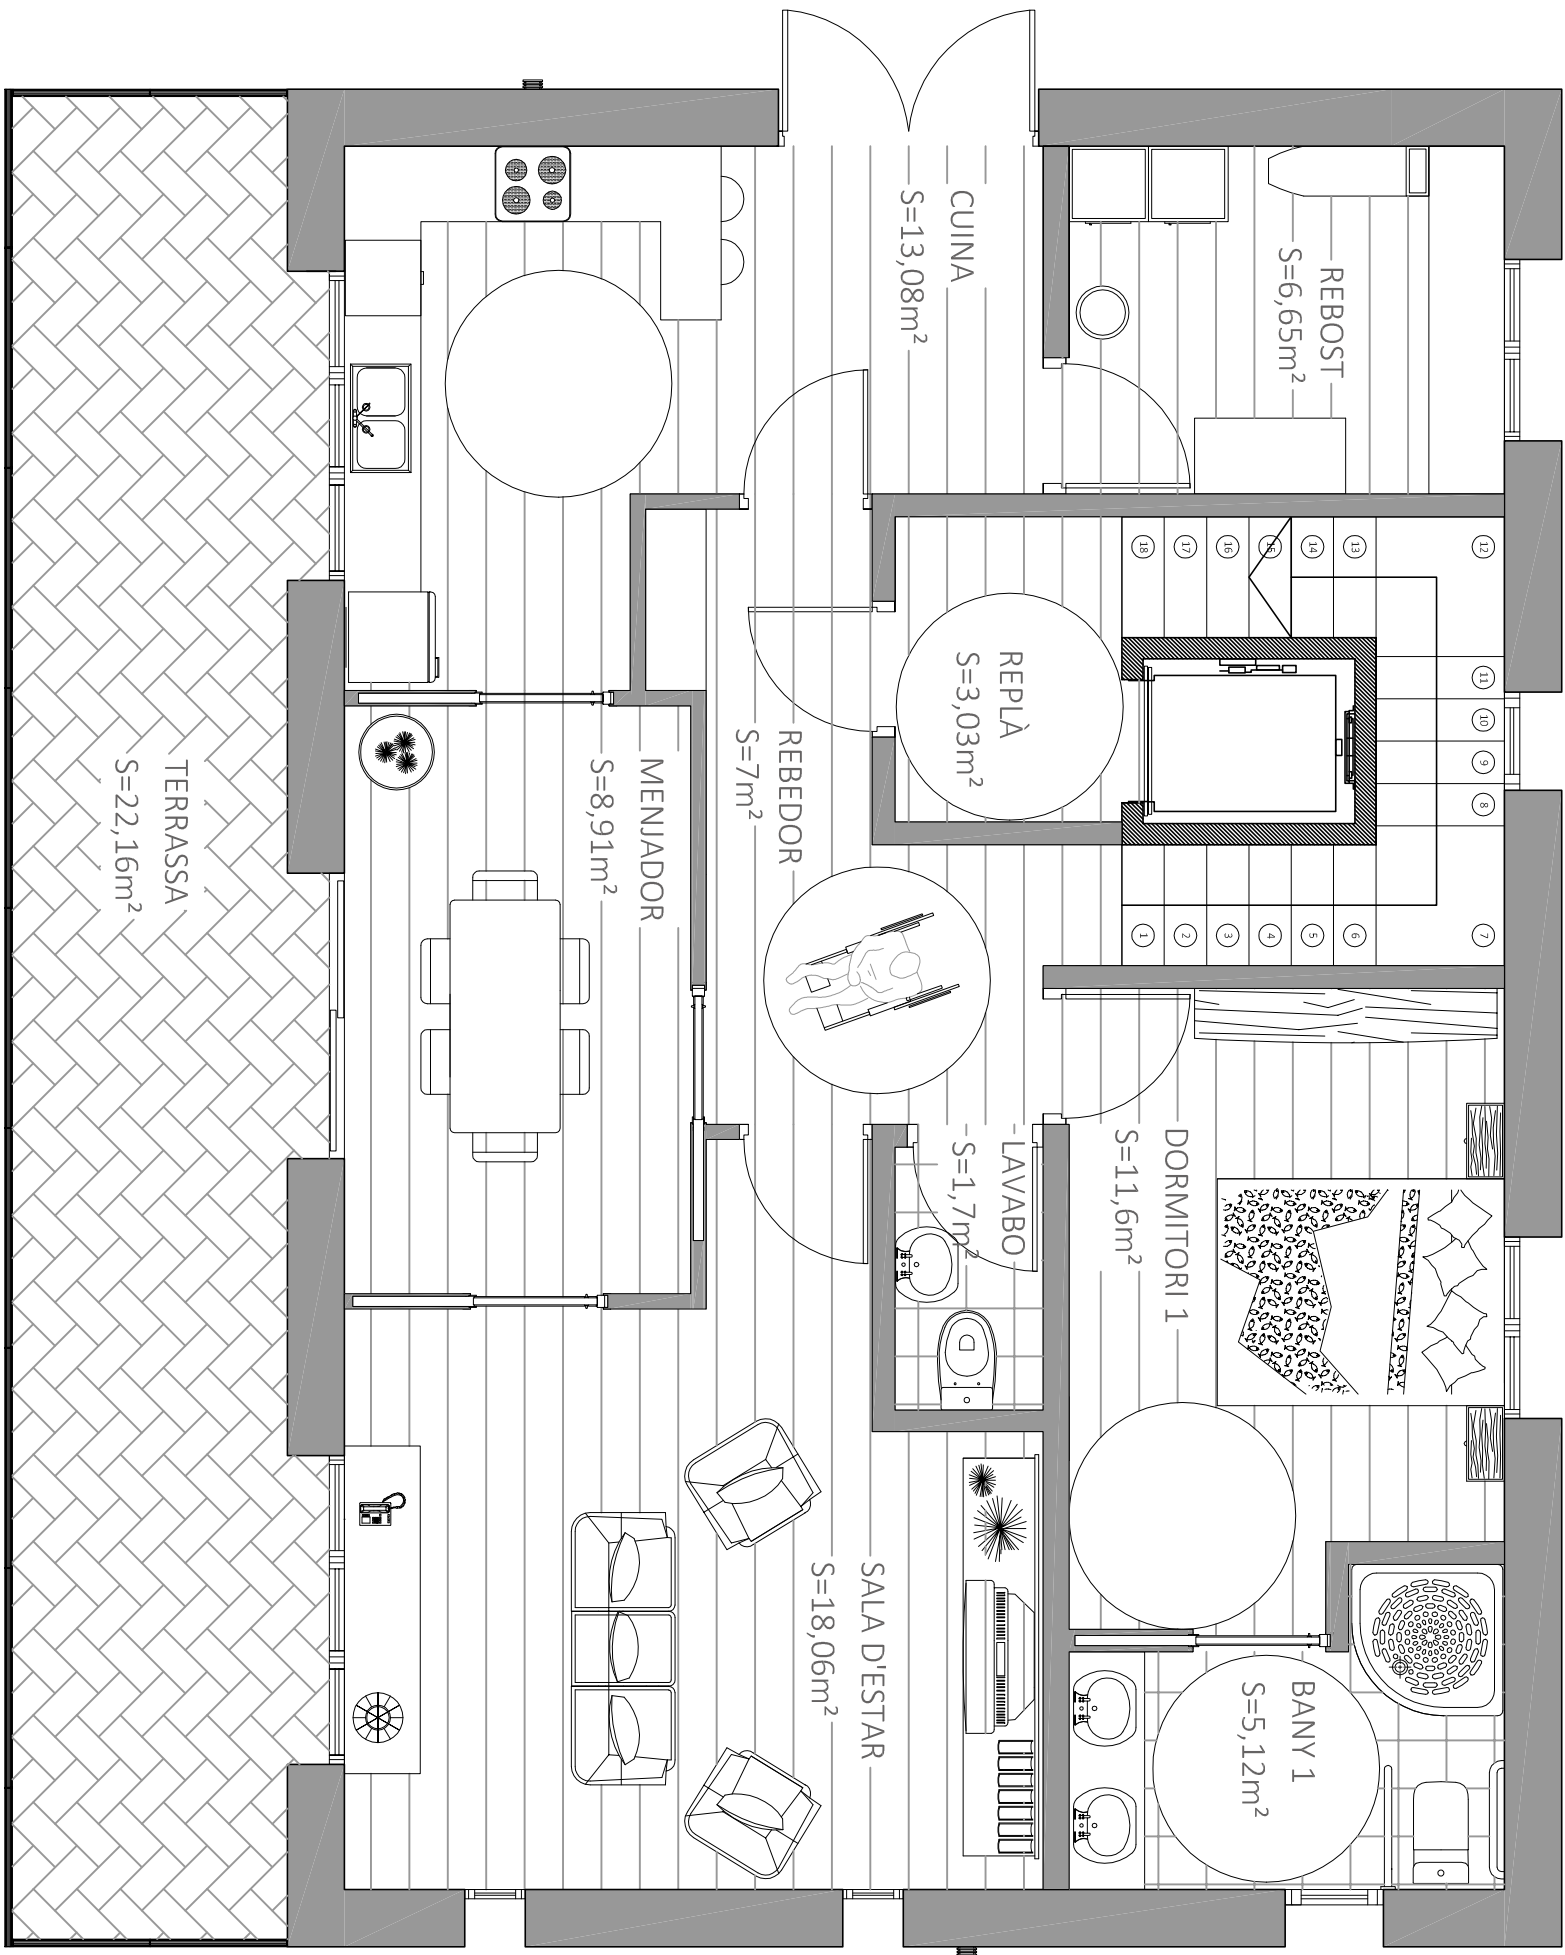 CUINA
S=13,08m²
REBOST
S=6,65m²
REPLÀ
S=3,03m²
REBEDOR
S=7m²
MENJADOR
S=8,91m²
TERRASSA
S=22,16m²
LAVABO
S=1,7m²
DORMITORI 1
S=11,6m²
SALA D'ESTAR
S=18,06m²
BANY 1
S=5,12m²
1
2
3
4
5
6
7
8
9
10
11
12
13
14
15
16
17
18